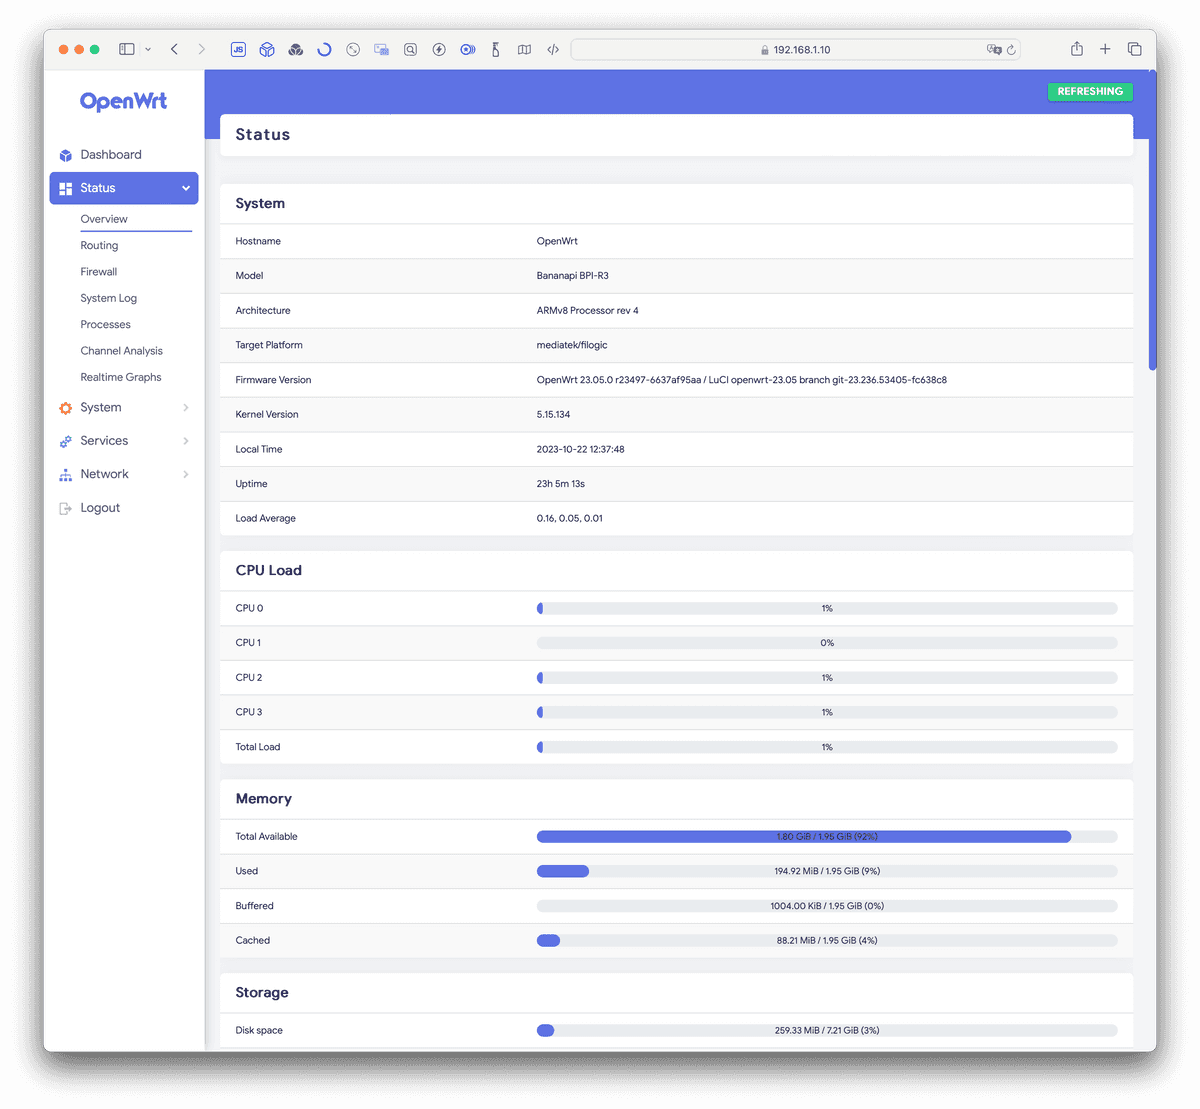 JS
192.168.1.10
OpenWrt
REFRESHING
Status
Dashboard
Status
Overview
Routing
Firewall
System Log
Processes
Channel Analysis
Realtime Graphs
System
Services
Network
Logout
System
Hostname OpenWrt
Model Bananapi BPI-R3
Architecture ARMv8 Processor rev 4
Target Platform mediatek/filogic
Firmware Version OpenWrt 23.05.0 r23497-6637af95aa / LuCI openwrt-23.05 branch git-23.236.53405-fc638c8
Kernel Version 5.15.134
Local Time 2023-10-22 12:37:48
Uptime 23h 5m 13s
Load Average 0.16, 0.05, 0.01
CPU Load
CPU 0 1%
CPU 1 0%
CPU 2 1%
CPU 3 1%
Total Load 1%
Memory
Total Available 1.80 GiB / 1.95 GiB (92%)
Used 194.92 MiB / 1.95 GiB (9%)
Buffered 1004.00 KiB / 1.95 GiB (0%)
Cached 88.21 MiB / 1.95 GiB (4%)
Storage
Disk space 259.33 MiB / 7.21 GiB (3%)